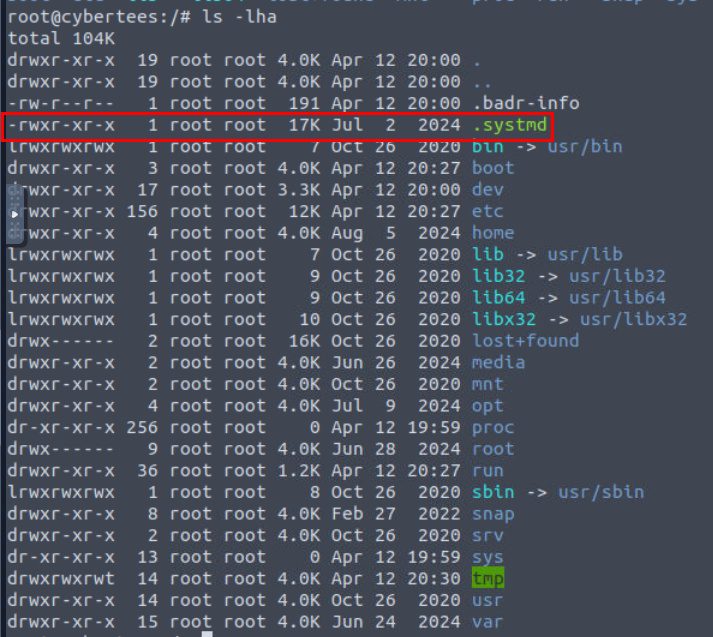 root@cybertees:/# ls -lha
total 104K
drwxr-xr-x  19 root root 4.0K Apr 12 20:00 .
drwxr-xr-x  19 root root 4.0K Apr 12 20:00 ..
-rw-r--r--   1 root root  191 Apr 12 20:00 .badr-info
-rwxr-xr-x   1 root root  17K Jul  2  2024 .systmd
lrwxrwxrwx   1 root root    7 Oct 26  2020 bin -> usr/bin
drwxr-xr-x   3 root root 4.0K Apr 12 20:27 boot
drwxr-xr-x  17 root root 3.3K Apr 12 20:00 dev
drwxr-xr-x 156 root root  12K Apr 12 20:27 etc
drwxr-xr-x   4 root root 4.0K Aug  5  2024 home
lrwxrwxrwx   1 root root    7 Oct 26  2020 lib -> usr/lib
lrwxrwxrwx   1 root root    9 Oct 26  2020 lib32 -> usr/lib32
lrwxrwxrwx   1 root root    9 Oct 26  2020 lib64 -> usr/lib64
lrwxrwxrwx   1 root root   10 Oct 26  2020 libx32 -> usr/libx32
drwx------   2 root root  16K Oct 26  2020 lost+found
drwxr-xr-x   2 root root 4.0K Jun 26  2024 media
drwxr-xr-x   2 root root 4.0K Oct 26  2020 mnt
drwxr-xr-x   4 root root 4.0K Jul  9  2024 opt
dr-xr-xr-x 256 root root    0 Apr 12 19:59 proc
drwx------   9 root root 4.0K Jun 28  2024 root
drwxr-xr-x  36 root root 1.2K Apr 12 20:27 run
lrwxrwxrwx   1 root root    8 Oct 26  2020 sbin -> usr/sbin
drwxr-xr-x   8 root root 4.0K Feb 27  2022 snap
drwxr-xr-x   2 root root 4.0K Oct 26  2020 srv
dr-xr-xr-x  13 root root    0 Apr 12 19:59 sys
drwxrwxrwt  14 root root 4.0K Apr 12 20:30 tmp
drwxr-xr-x  14 root root 4.0K Oct 26  2020 usr
drwxr-xr-x  15 root root 4.0K Jun 24  2024 var